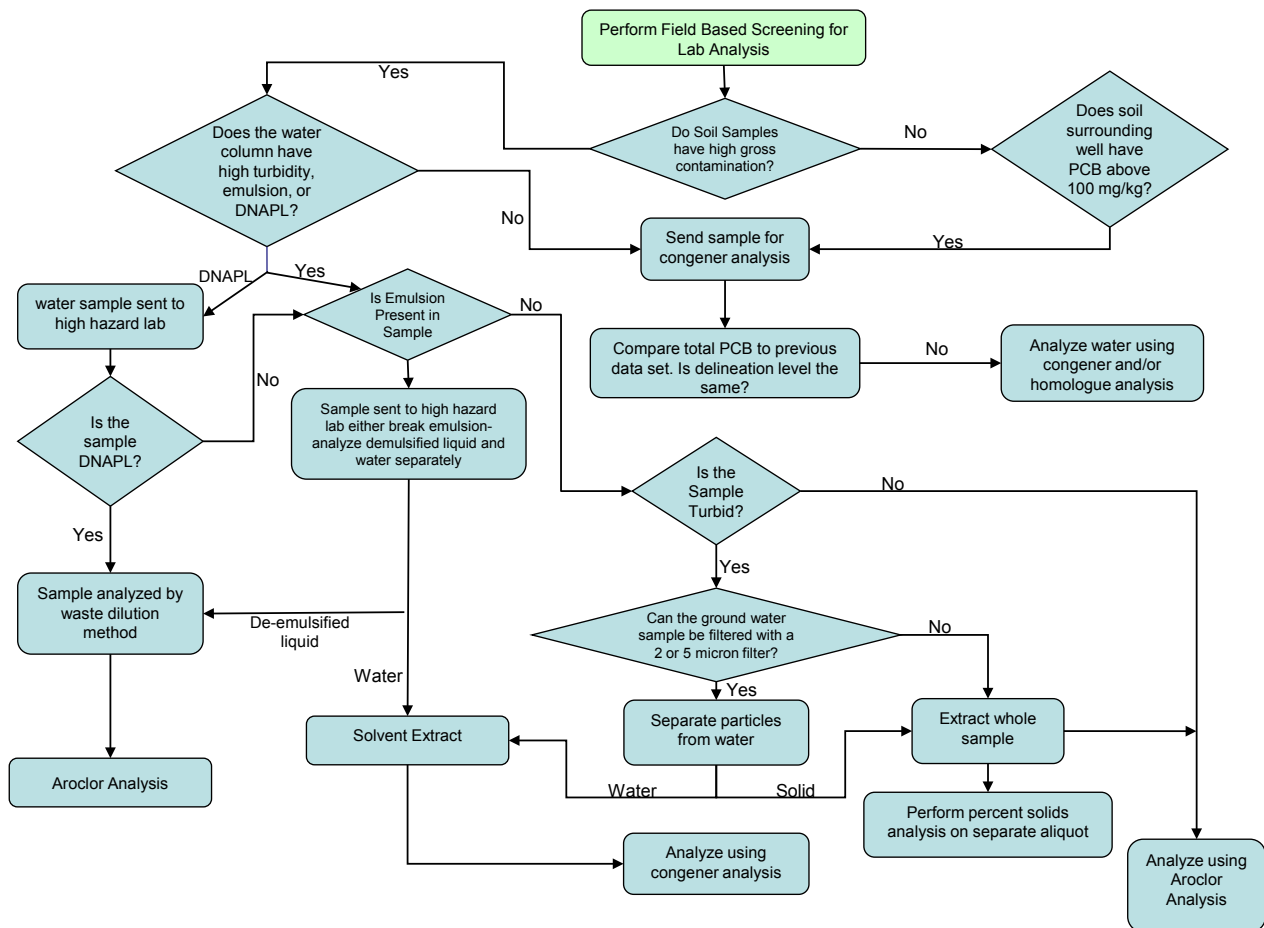 Perform Field Based Screening for
Lab Analysis
Yes
Does the water
column have
high turbidity,
emulsion, or
DNAPL?
Do Soil Samples
have high gross
contamination?
No
Does soil
surrounding
well have
PCB above
100 mg/kg?
No
Send sample for
congener analysis
Yes
DNAPL
Yes
water sample sent to
high hazard lab
Is Emulsion
Present in
Sample
No
Compare total PCB to previous
data set. Is delineation level the
same?
No
Analyze water using
congener and/or
homologue analysis
No
Is the
sample
DNAPL?
Sample sent to high hazard
lab either break emulsion-
analyze demulsified liquid and
water separately
Is the
Sample
Turbid?
No
Yes
Yes
Sample analyzed by
waste dilution
method
De-emulsified
liquid
Can the ground water
sample be filtered with a
2 or 5 micron filter?
No
Water
Yes
Solvent Extract
Separate particles
from water
Extract whole
sample
Aroclor Analysis
Water
Solid
Perform percent solids
analysis on separate aliquot
Analyze using
congener analysis
Analyze using
Aroclor
Analysis